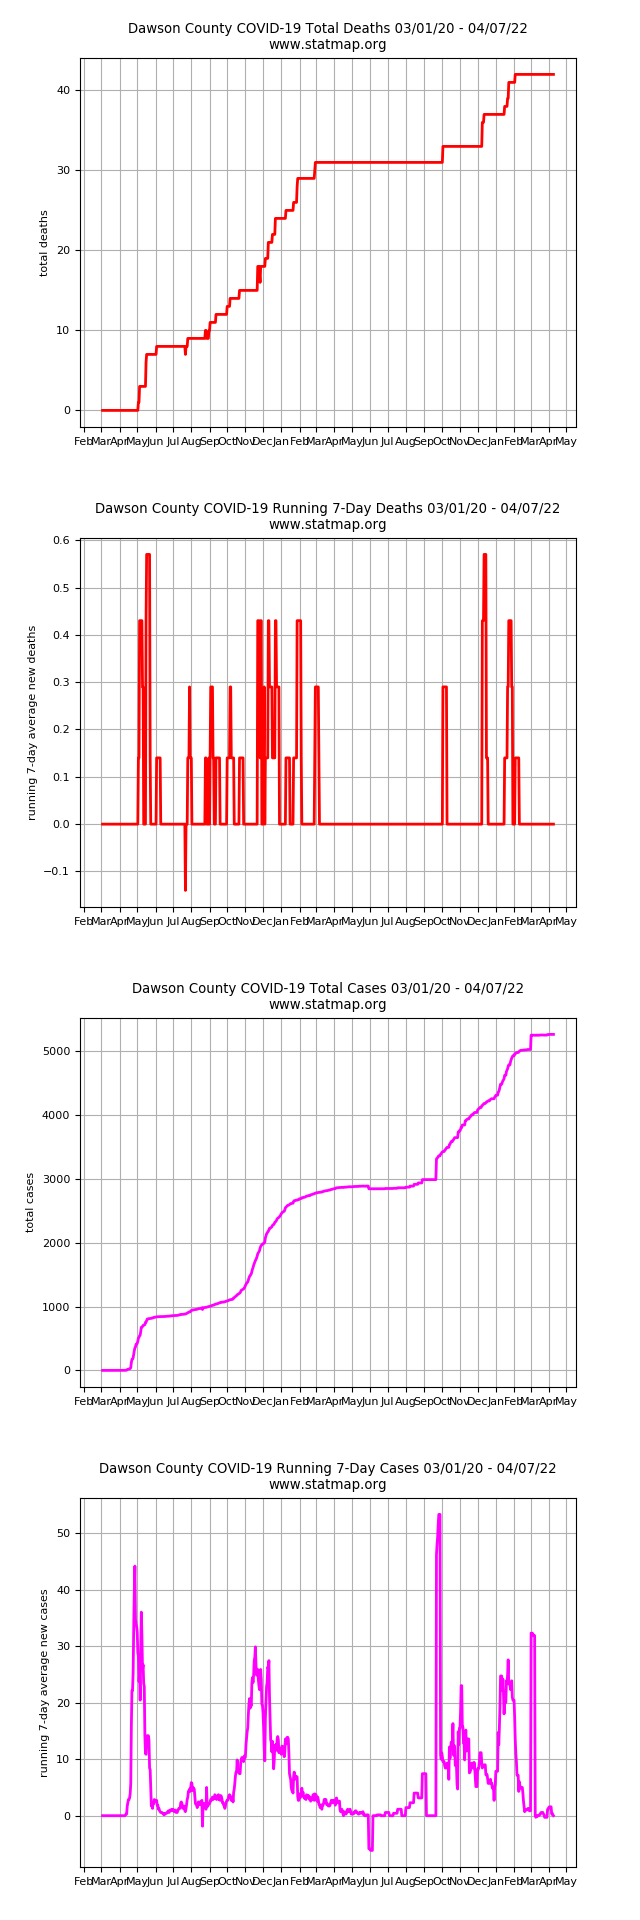 Dawson County COVID-19 Total Deaths 03/01/20 - 04/07/22
www.statmap.org
40
30
20
10
0
total deaths
Feb Mar Apr May Jun Jul Aug Sep Oct Nov Dec Jan Feb Mar Apr May Jun Jul Aug Sep Oct Nov Dec Jan Feb Mar Apr May
Dawson County COVID-19 Running 7-Day Deaths 03/01/20 - 04/07/22
www.statmap.org
0.6
0.5
0.4
0.3
0.2
0.1
0.0
−0.1
running 7-day average new deaths
Feb Mar Apr May Jun Jul Aug Sep Oct Nov Dec Jan Feb Mar Apr May Jun Jul Aug Sep Oct Nov Dec Jan Feb Mar Apr May
Dawson County COVID-19 Total Cases 03/01/20 - 04/07/22
www.statmap.org
5000
4000
3000
2000
1000
0
total cases
Feb Mar Apr May Jun Jul Aug Sep Oct Nov Dec Jan Feb Mar Apr May Jun Jul Aug Sep Oct Nov Dec Jan Feb Mar Apr May
Dawson County COVID-19 Running 7-Day Cases 03/01/20 - 04/07/22
www.statmap.org
50
40
30
20
10
0
running 7-day average new cases
Feb Mar Apr May Jun Jul Aug Sep Oct Nov Dec Jan Feb Mar Apr May Jun Jul Aug Sep Oct Nov Dec Jan Feb Mar Apr May